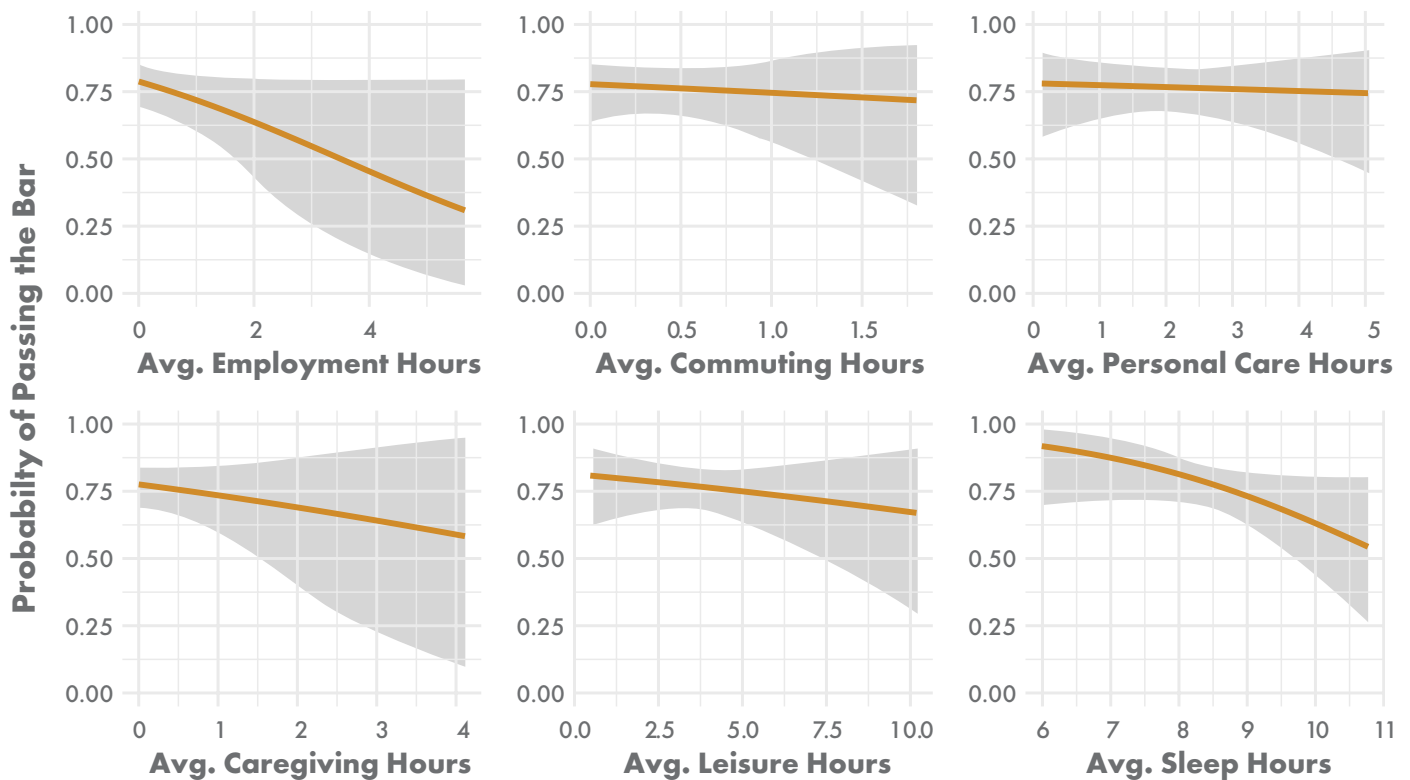 Probabilty of Passing the Bar
1.00 1.00 1.00
0.75 0.75 0.75
0.50 0.50 0.50
0.25 0.25 0.25
0.00 0.00 0.00
0 2 4 0.0 0.5 1.0 1.5 0 1 2 3 4 5
Avg. Employment Hours Avg. Commuting Hours Avg. Personal Care Hours
1.00 1.00 1.00
0.75 0.75 0.75
0.50 0.50 0.50
0.25 0.25 0.25
0.00 0.00 0.00
0 1 2 3 4 0.0 2.5 5.0 7.5 10.0 6 7 8 9 10 11
Avg. Caregiving Hours Avg. Leisure Hours Avg. Sleep Hours